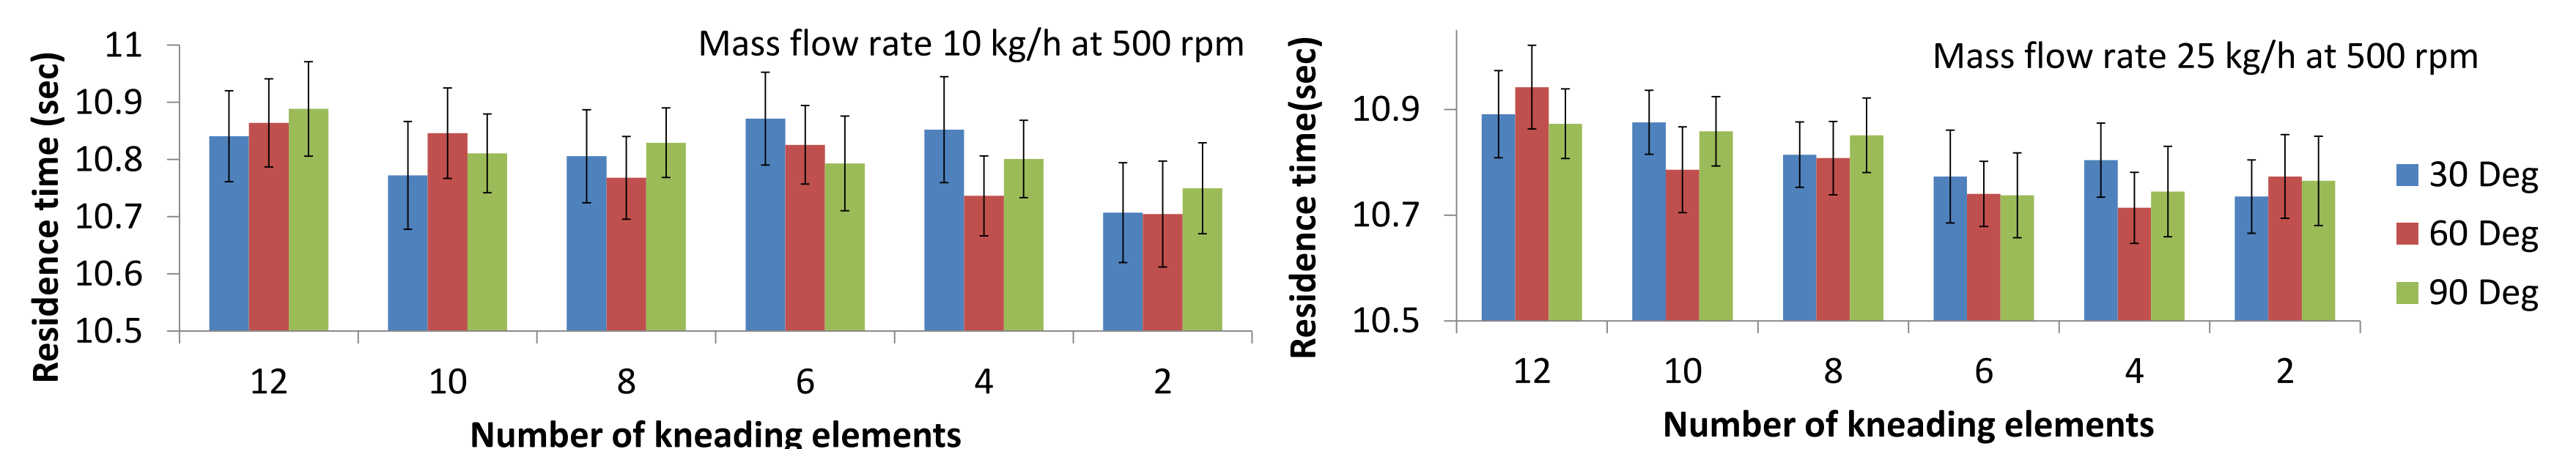 Mass flow rate 10 kg/h at 500 rpm
Residence time (sec)
11
10.9
10.8
10.7
10.6
10.5
12 10 8 6 4 2
Number of kneading elements
Mass flow rate 25 kg/h at 500 rpm
Residence time(sec)
10.9
10.7
10.5
12 10 8 6 4 2
Number of kneading elements
30 Deg
60 Deg
90 Deg